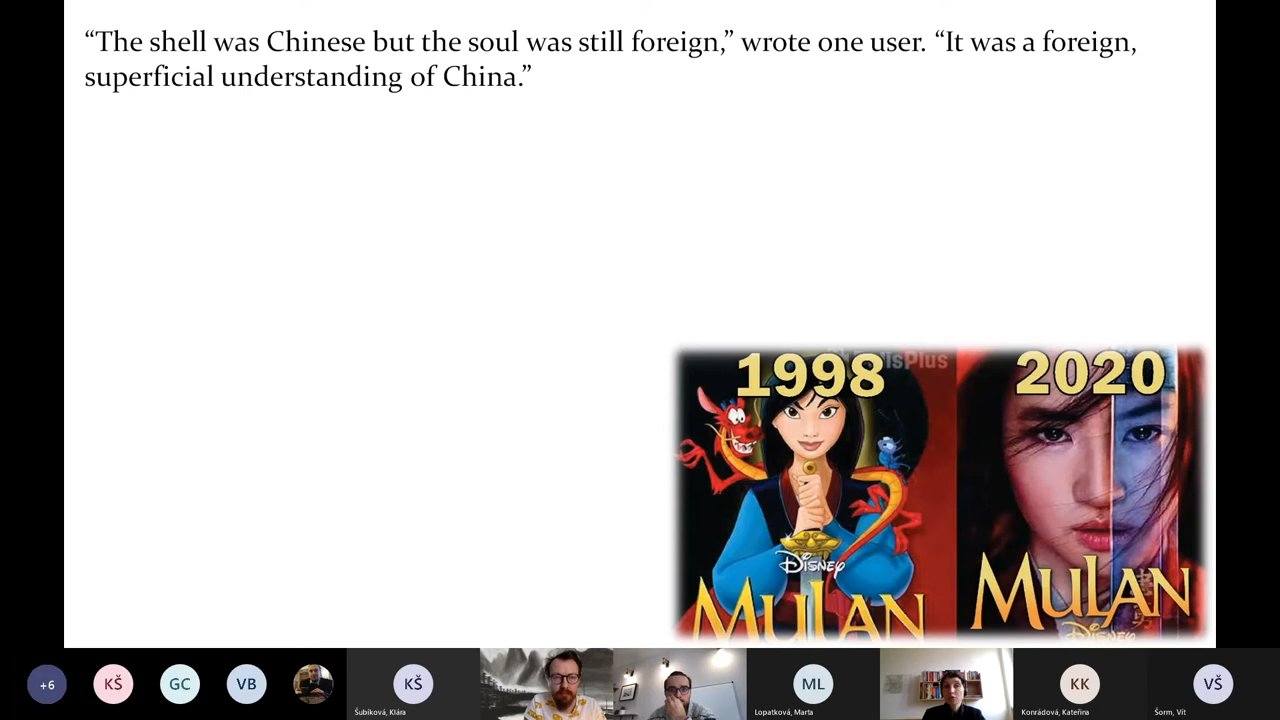 “The shell was Chinese but the soul was still foreign,” wrote one user. “It was a foreign,
superficial understanding of China.”
1998
2020
DISNEY
MULAN
MULAN
DISNEY
+6
KŠ
GC
VB
KŠ
ML
KK
VŠ
Šubíková, Klára
Lopatková, Marta
Konrádová, Kateřina
Šorm, Vít